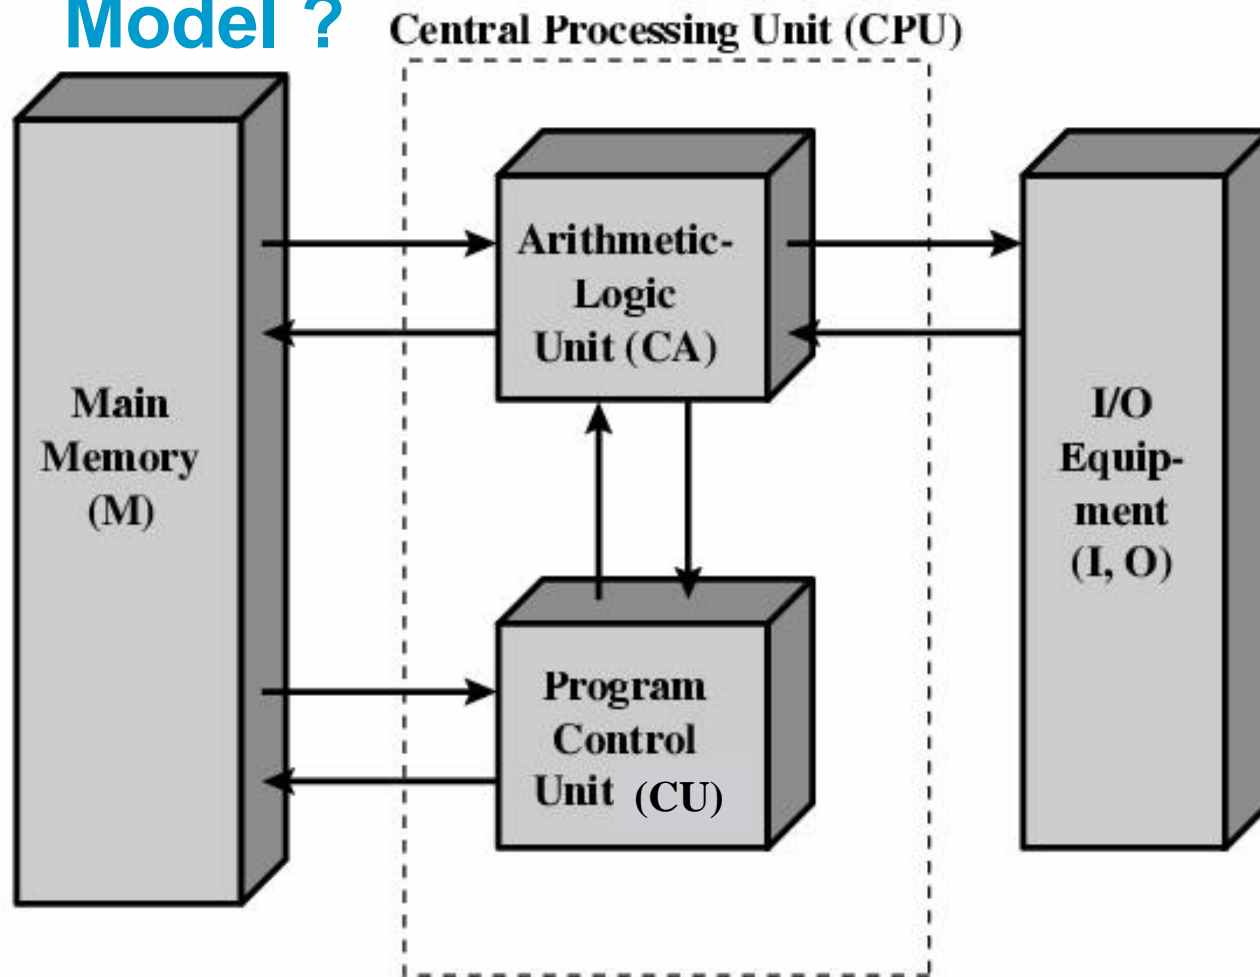 Model ?
Central Processing Unit (CPU)
Main
Memory
(M)
Arithmetic-
Logic
Unit (CA)
Program
Control
Unit (CU)
I/O
Equip-
ment
(I, O)